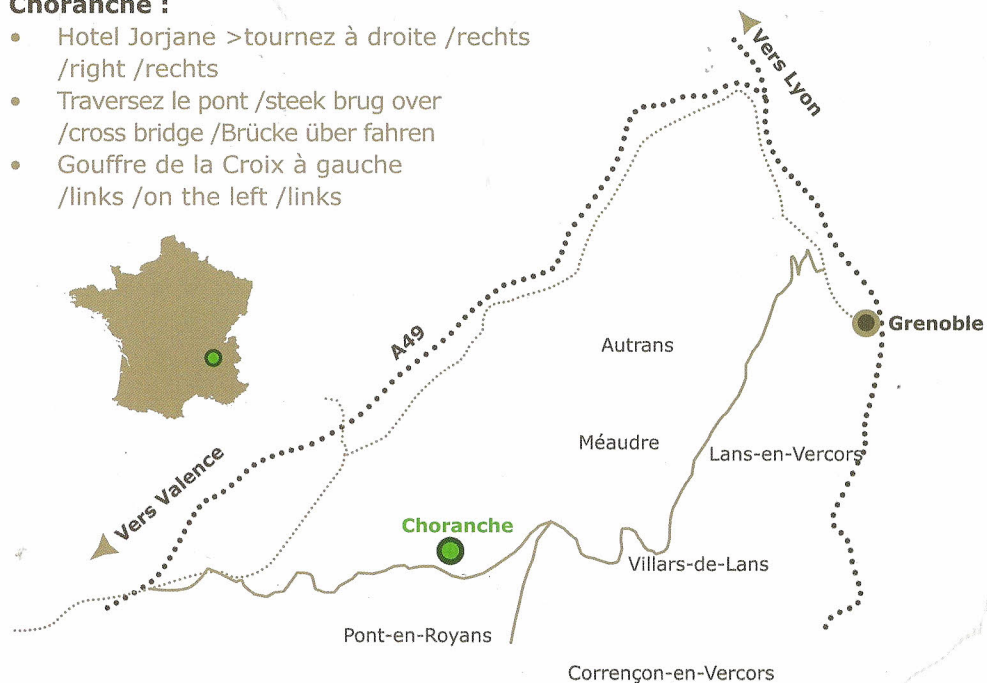 Choranche :
• Hotel Jorjane >tournez à droite /rechts
/right /rechts
• Traversez le pont /steek brug over
/cross bridge /Brücke über fahren
• Gouffre de la Croix à gauche
/links /on the left /links
Vers Lyon
Grenoble
A49
Autrans
Méaudre
Lans-en-Vercors
Vers Valence
Choranche
Villars-de-Lans
Pont-en-Royans
Corrençon-en-Vercors